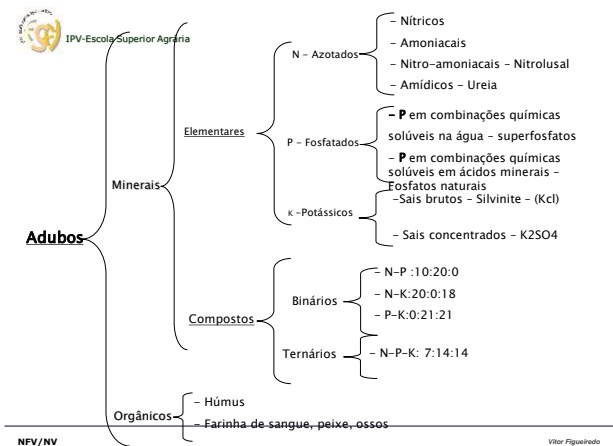 IPV-Escola Superior Agrária
Adubos
Minerais
Elementares
N – Azotados
– Nítricos
– Amoniacais
– Nitro-amoniacais – Nitrolusal
– Amídicos – Ureia
P – Fosfatados
– P em combinações químicas
solúveis na água – superfosfatos
– P em combinações químicas
solúveis em ácidos minerais –
Fosfatos naturais
K –Potássicos
–Sais brutos – Silvinite – (Kcl)
– Sais concentrados – K2SO4
Compostos
Binários
– N-P :10:20:0
– N-K:20:0:18
– P-K:0:21:21
Ternários
– N-P-K: 7:14:14
Orgânicos
– Húmus
– Farinha de sangue, peixe, ossos
NFV/NV
Vitor Figueiredo